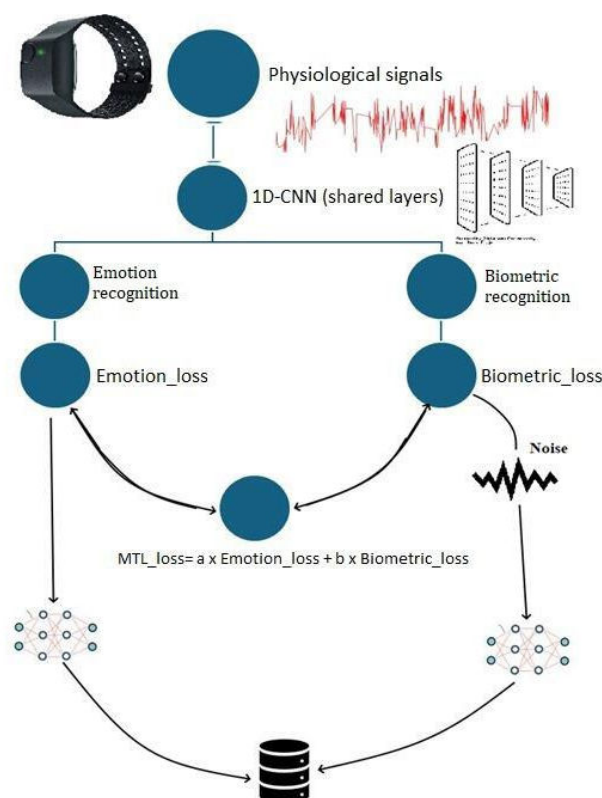 Physiological signals
1D-CNN (shared layers)
Emotion
recognition
Biometric
recognition
Emotion_loss
Biometric_loss
Noise
MTL_loss= a x Emotion_loss + b x Biometric_loss